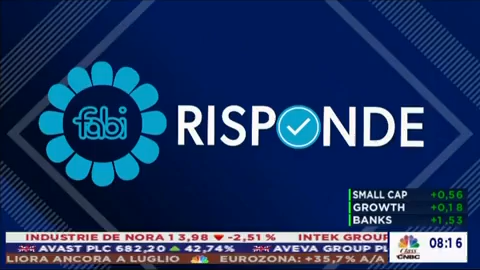 fabi
RISPONDE
SMALL CAP +0,56
GROWTH +0,18
BANKS +1,53
INDUSTRIE DE NORA 13,98 -2,51% INTEK GROUP
AVAST PLC 682,20 42,74% AVEVA GROUP PL
LIORA ANCORA A LUGLIO EUROZONA: +35,7% A/A
Class CNBC
08:16